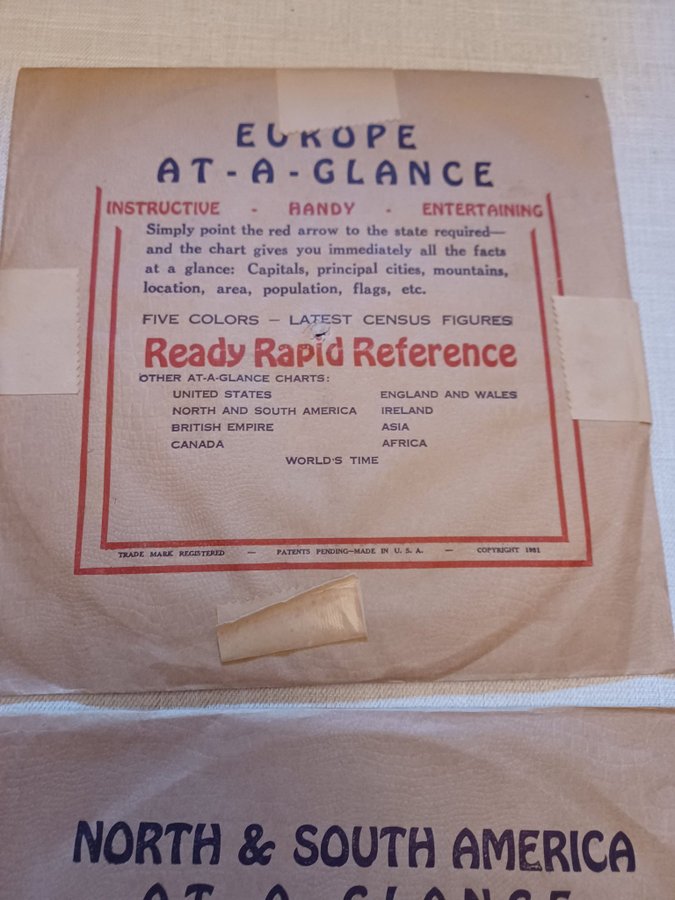 EUROPE
AT-A-GLANCE
INSTRUCTIVE - HANDY - ENTERTAINING
Simply point the red arrow to the state required—
and the chart gives you immediately all the facts
at a glance: Capitals, principal cities, mountains,
location, area, population, flags, etc.
FIVE COLORS — LATEST CENSUS FIGURES
Ready Rapid Reference
OTHER AT-A-GLANCE CHARTS:
UNITED STATES ENGLAND AND WALES
NORTH AND SOUTH AMERICA IRELAND
BRITISH EMPIRE ASIA
CANADA AFRICA
WORLD'S TIME
TRADE MARK REGISTERED — PATENTS PENDING—MADE IN U. S. A. — COPYRIGHT 1931
NORTH & SOUTH AMERICA
AT-A-GLANCE